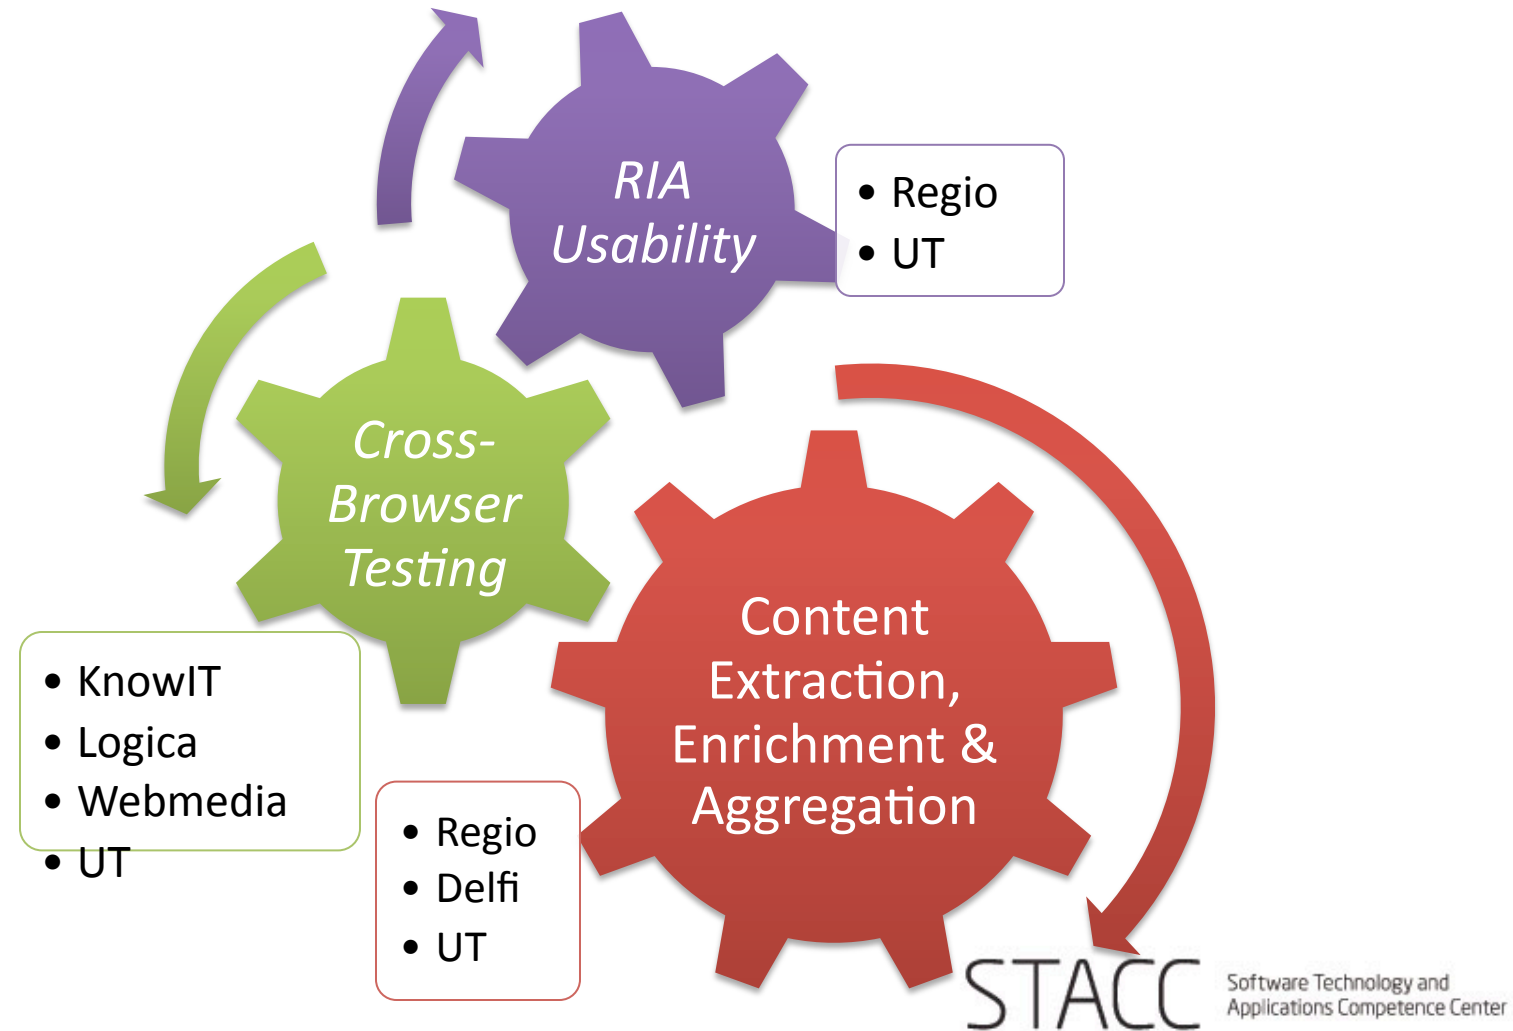 RIA
Usability
• Regio
• UT
Cross-
Browser
Testing
• KnowIT
• Logica
• Webmedia
• UT
Content
Extraction,
Enrichment &
Aggregation
• Regio
• Delfi
• UT
STACC
Software Technology and
Applications Competence Center